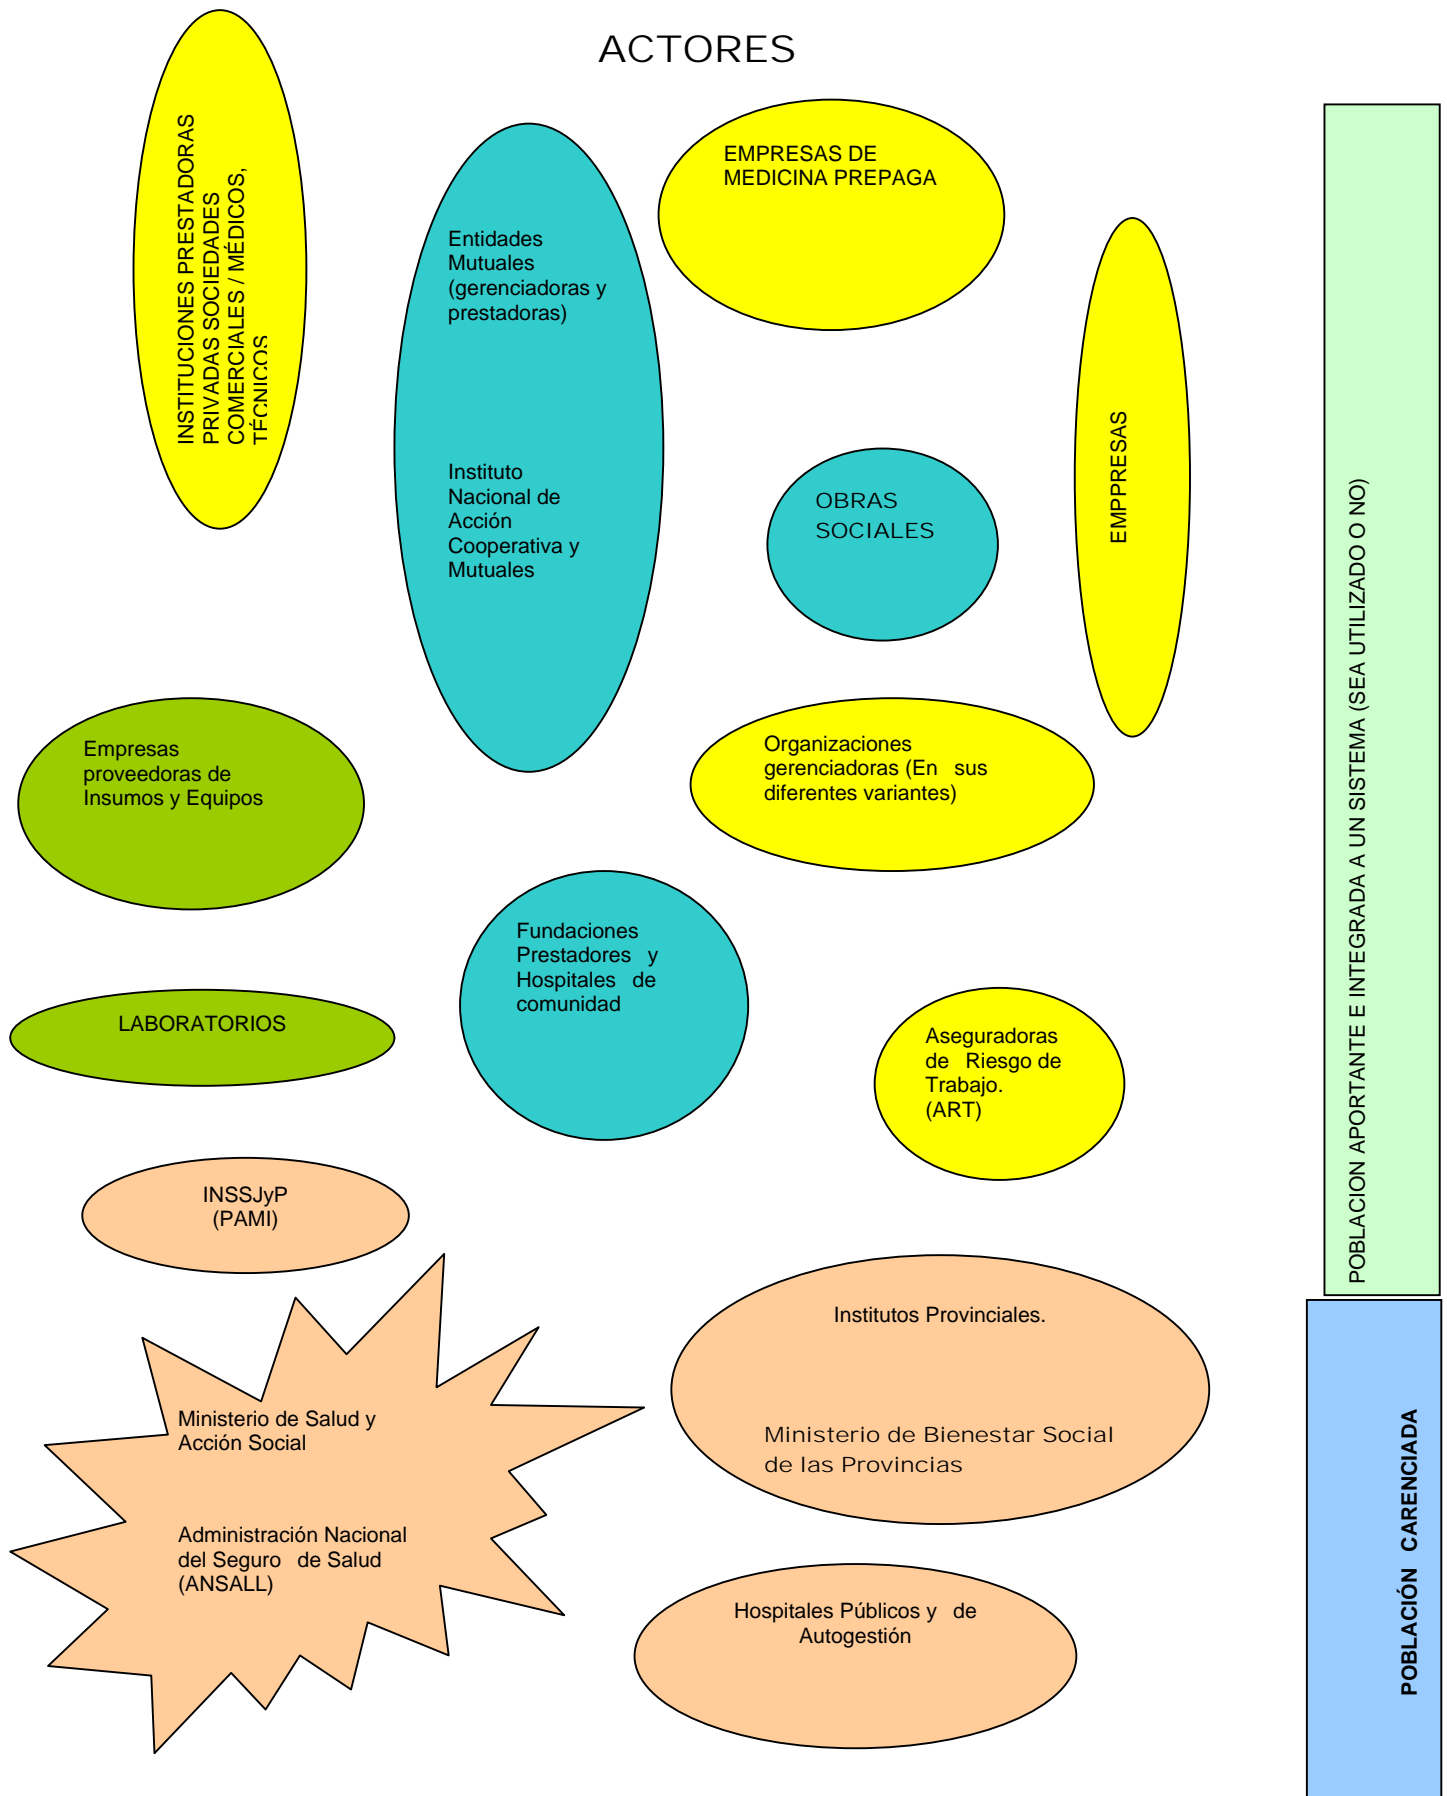 ACTORES
INSTITUCIONES PRESTADORAS
PRIVADAS SOCIEDADES
COMERCIALES / MÉDICOS,
TÉCNICOS
EMPRESAS DE
MEDICINA PREPAGA
Entidades
Mutuales
(gerenciadoras y
prestadoras)
Instituto
Nacional de
Acción
Cooperativa y
Mutuales
OBRAS
SOCIALES
EMPPRESAS
POBLACION APORTANTE E INTEGRADA A UN SISTEMA (SEA UTILIZADO O NO)
Empresas
proveedoras de
Insumos y Equipos
Organizaciones
gerenciadoras (En sus
diferentes variantes)
Fundaciones
Prestadores y
Hospitales de
comunidad
LABORATORIOS
Aseguradoras
de Riesgo de
Trabajo.
(ART)
INSSJyP
(PAMI)
Institutos Provinciales.
Ministerio de Bienestar Social
de las Provincias
Ministerio de Salud y
Acción Social
Administración Nacional
del Seguro de Salud
(ANSALL)
Hospitales Públicos y de
Autogestión
POBLACIÓN CARENCIADA